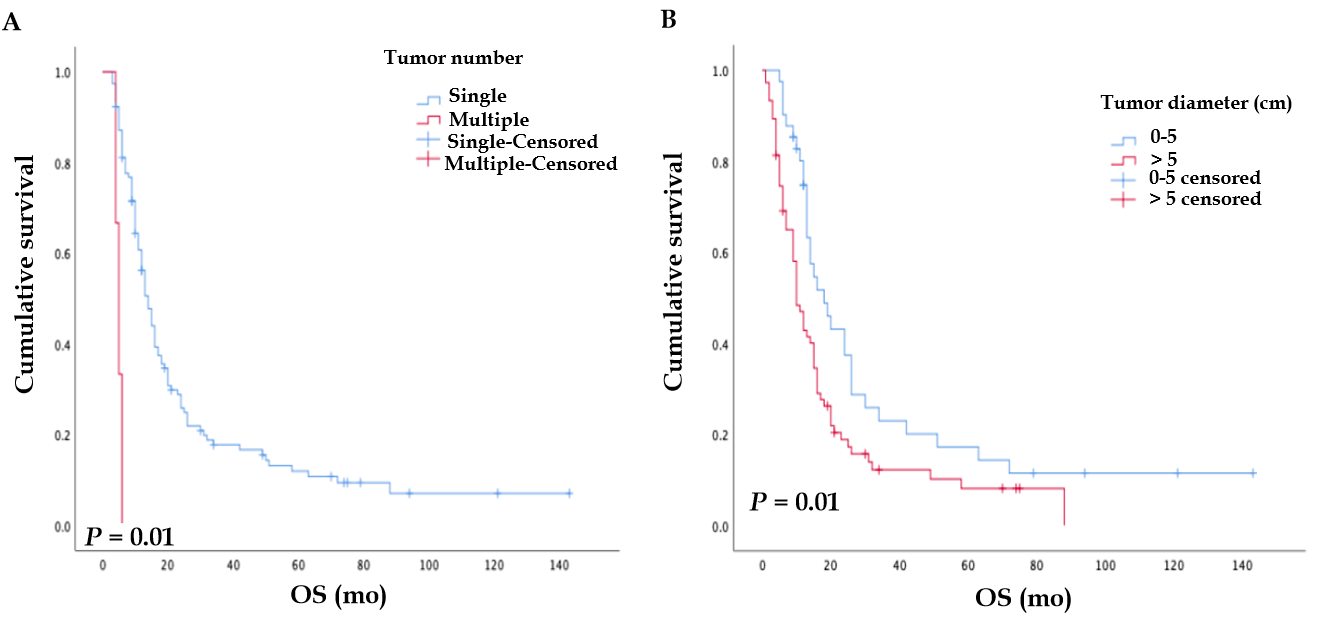 A
Tumor number
Single
Multiple
Single-Censored
Multiple-Censored
Cumulative survival
1.0
0.8
0.6
0.4
0.2
0.0
P = 0.01
0 20 40 60 80 100 120 140
OS (mo)
B
Tumor diameter (cm)
0-5
> 5
0-5 censored
> 5 censored
Cumulative survival
1.0
0.8
0.6
0.4
0.2
0.0
P = 0.01
0 20 40 60 80 100 120 140
OS (mo)